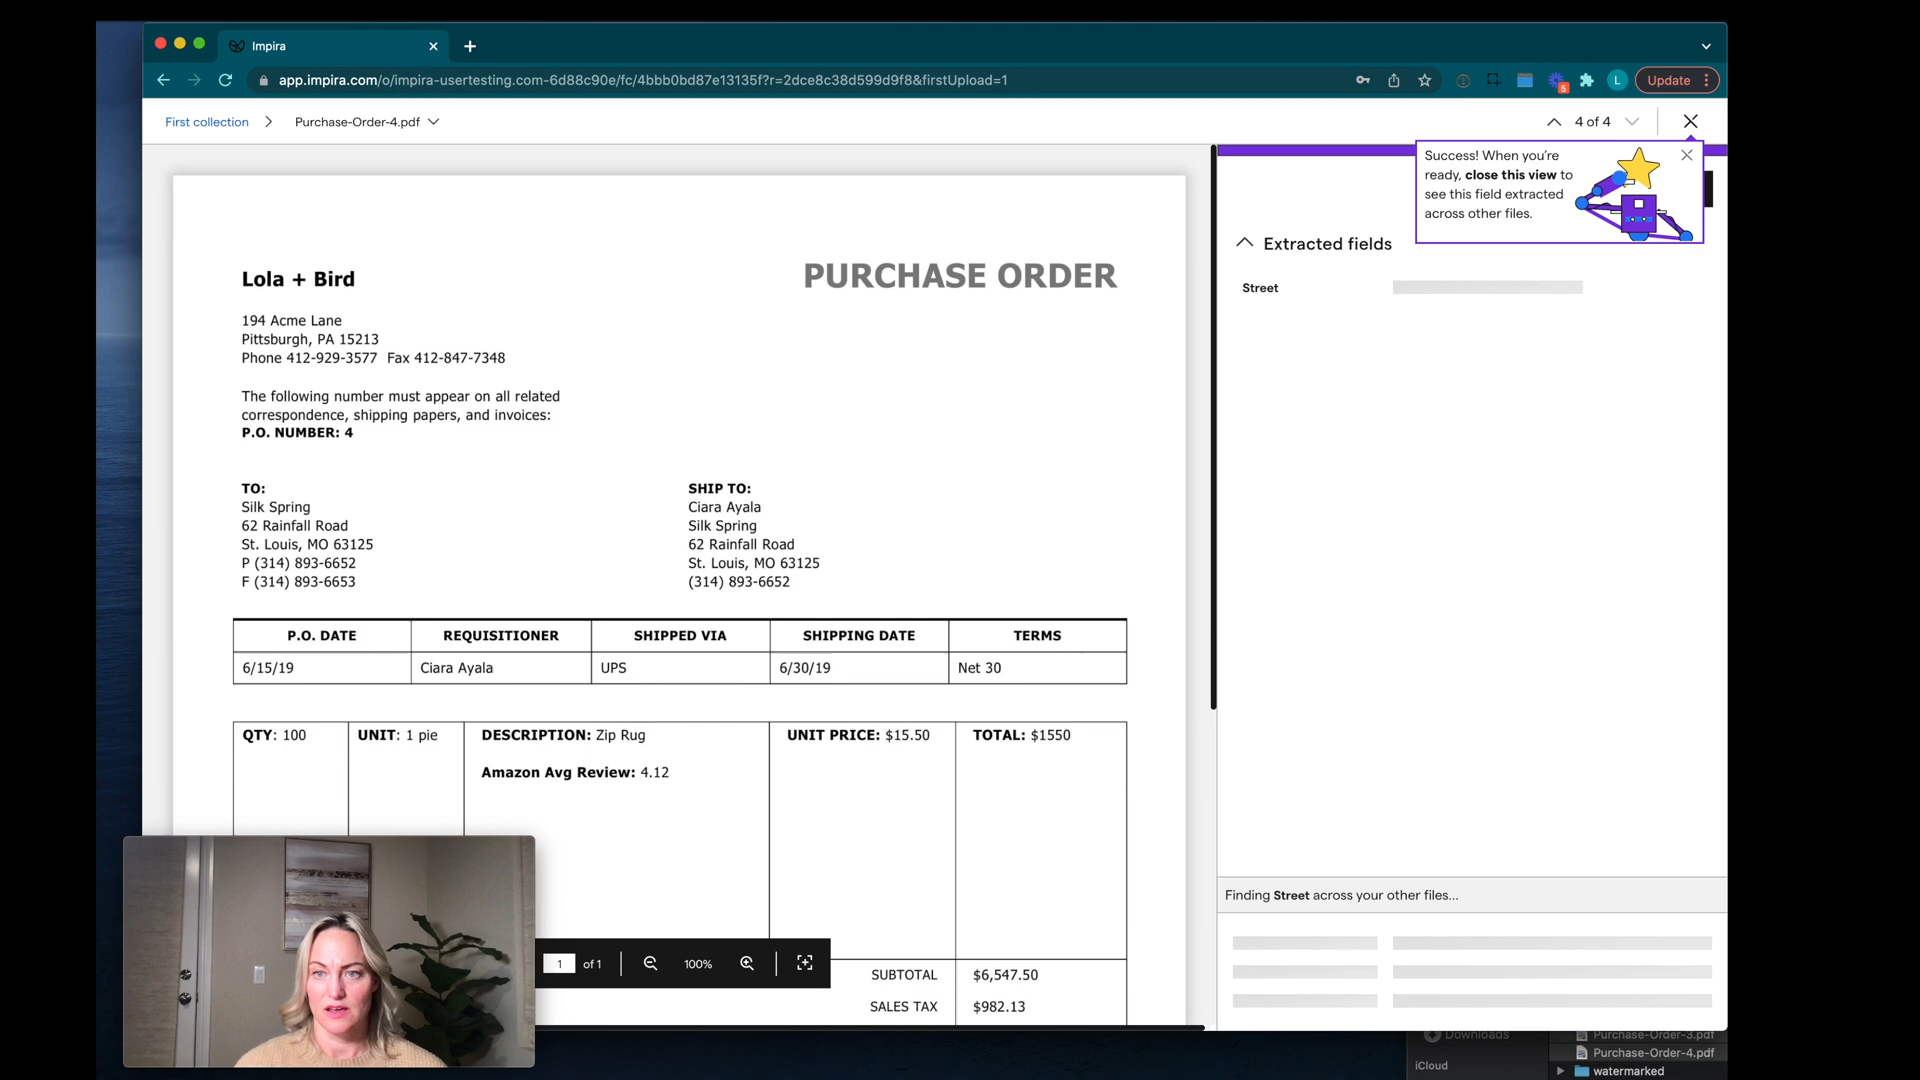 Impira
app.impira.com/o/impira-usertesting.com-6d88c90e/fc/4bbb0bd87e13135f?r=2dce8c38d599d9f8&firstUpload=1
5
L
Update
First collection
Purchase-Order-4.pdf
4 of 4
Success! When you're
ready, close this view to
see this field extracted
across other files.
Extracted fields
Street
Lola + Bird
PURCHASE ORDER
194 Acme Lane
Pittsburgh, PA 15213
Phone 412-929-3577 Fax 412-847-7348
The following number must appear on all related
correspondence, shipping papers, and invoices:
P.O. NUMBER: 4
TO:
Silk Spring
62 Rainfall Road
St. Louis, MO 63125
P (314) 893-6652
F (314) 893-6653
SHIP TO:
Ciara Ayala
Silk Spring
62 Rainfall Road
St. Louis, MO 63125
(314) 893-6652
P.O. DATE REQUISITIONER SHIPPED VIA SHIPPING DATE TERMS
6/15/19 Ciara Ayala UPS 6/30/19 Net 30
QTY: 100 UNIT: 1 pie DESCRIPTION: Zip Rug UNIT PRICE: $15.50 TOTAL: $1550
Amazon Avg Review: 4.12
SUBTOTAL $6,547.50
SALES TAX $982.13
1 of 1
100%
Finding Street across your other files...
Downloads
iCloud
Purchase-Order-3.pdf
Purchase-Order-4.pdf
watermarked